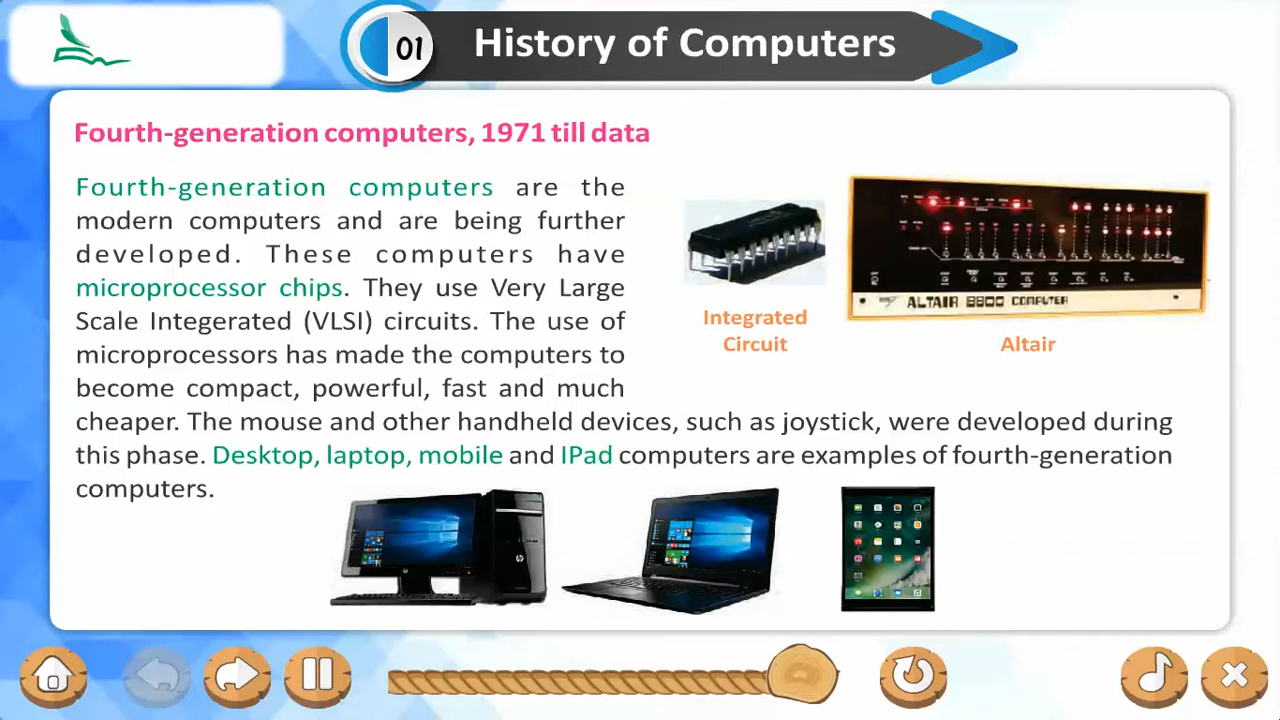 01
History of Computers
Fourth-generation computers, 1971 till data
Fourth-generation computers are the
modern computers and are being further
developed. These computers have
microprocessor chips. They use Very Large
Scale Integerated (VLSI) circuits. The use of
microprocessors has made the computers to
become compact, powerful, fast and much
cheaper. The mouse and other handheld devices, such as joystick, were developed during
this phase. Desktop, laptop, mobile and IPad computers are examples of fourth-generation
computers.
Integrated
Circuit
ALTAIR 8800 COMPUTER
Altair
hp